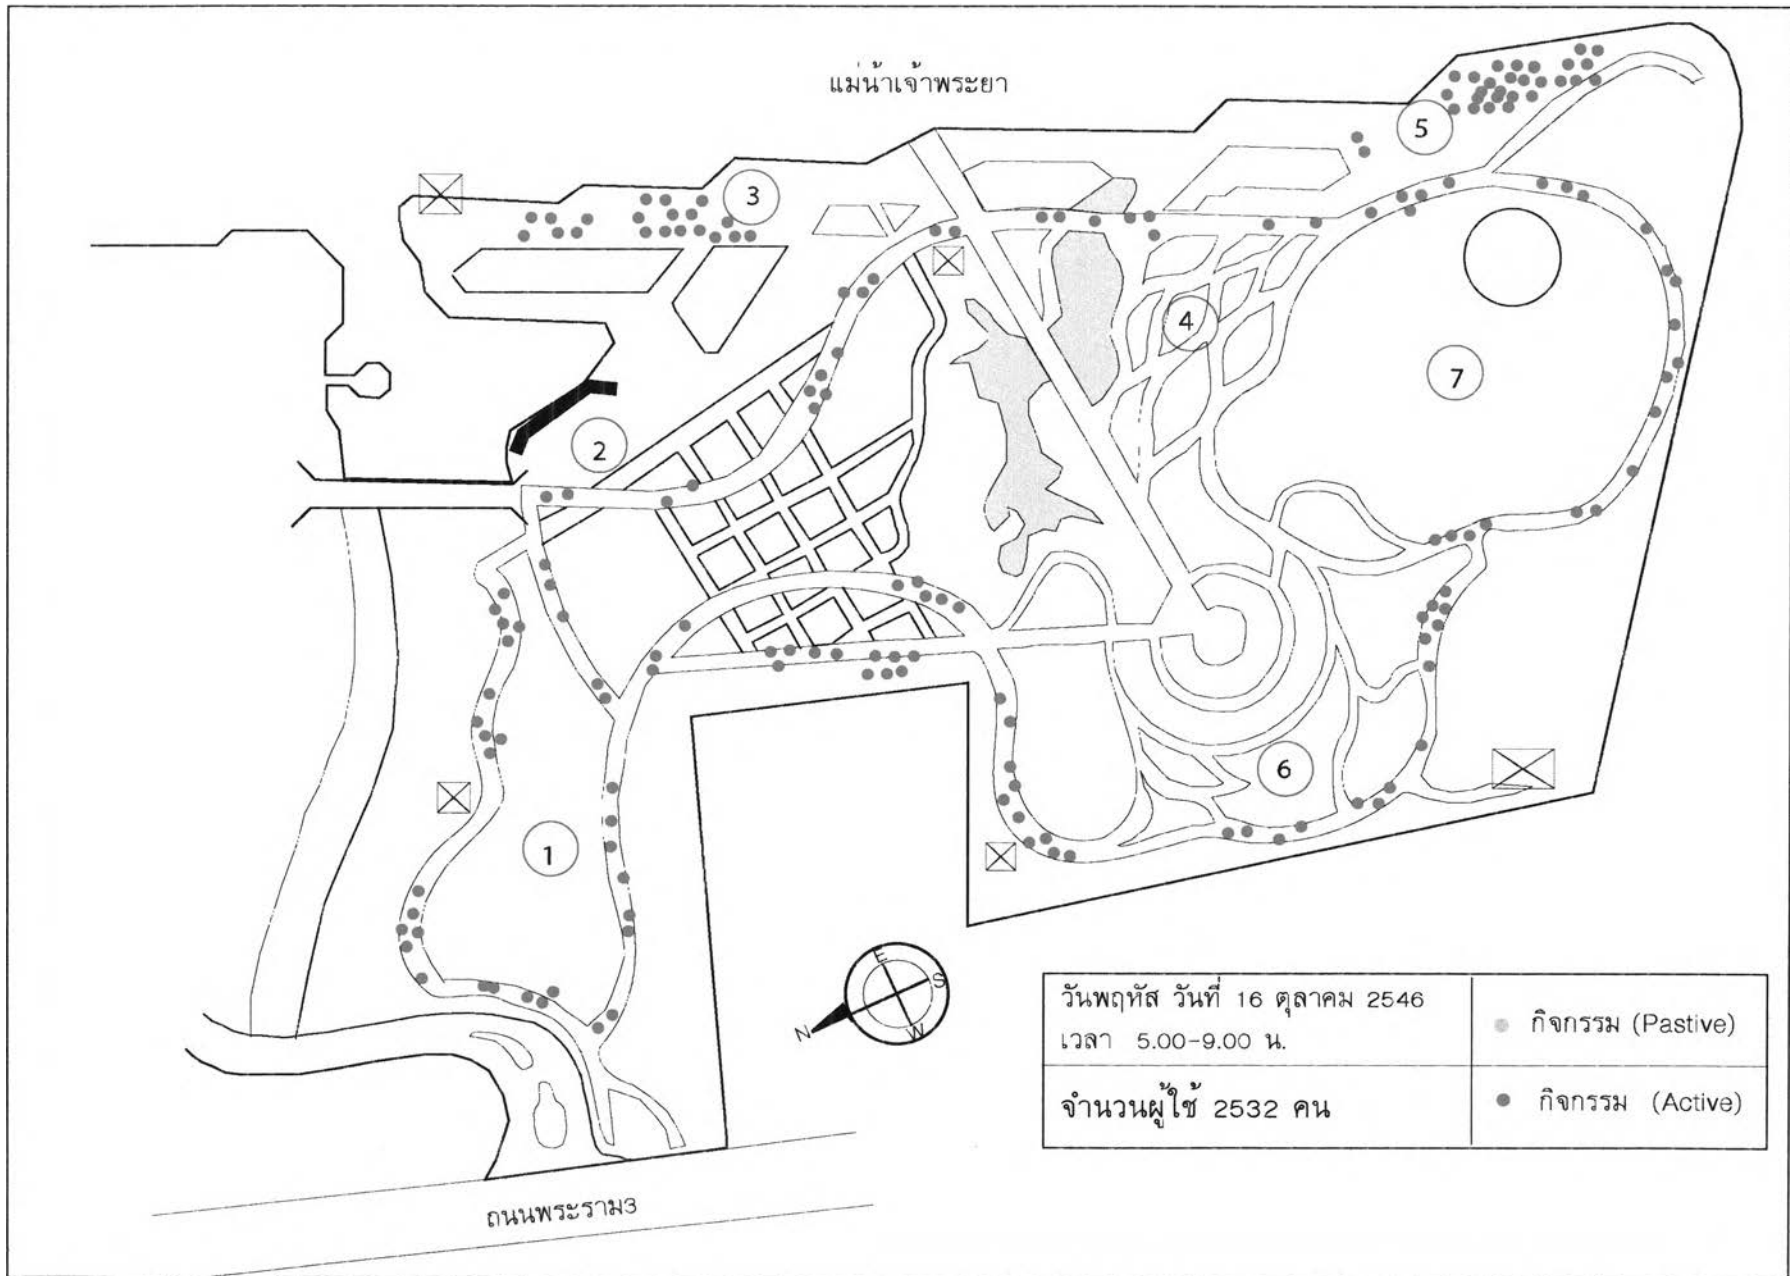 แม่น้ำเจ้าพระยา
5
3
4
7
2
6
1
E
S
N
W
วันพฤหัส วันที่ 16 ตุลาคม 2546
เวลา 5.00-9.00 น.
กิจกรรม (Pastive)
จำนวนผู้ใช้ 2532 คน
กิจกรรม (Active)
ถนนพระราม3